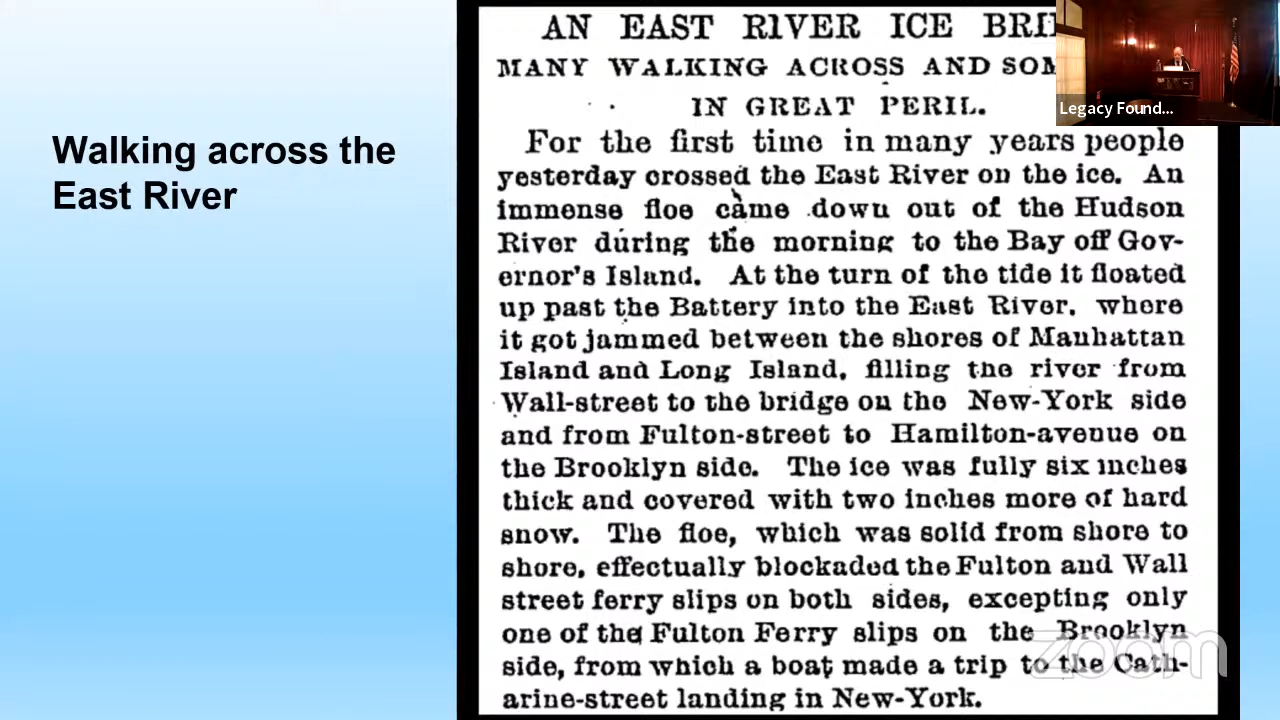 Walking across the
East River
AN EAST RIVER ICE
MANY WALKING ACROSS AND
IN GREAT PERIL.
For the first time in many years people
yesterday crossed the East River on the ice. An
immense floe came down out of the Hudson
River during the morning to the Bay off Gov-
ernor's Island. At the turn of the tide it floated
up past the Battery into the East River, where
it got jammed between the shores of Manhattan
Island and Long Island, filling the river from
Wall-street to the bridge on the New-York side
and from Fulton-street to Hamilton-avenue on
the Brooklyn side. The ice was fully six inches
thick and covered with two inches more of hard
snow. The floe, which was solid from shore to
shore, effectually blockaded the Fulton and Wall
street ferry slips on both sides, excepting only
one of the Fulton Ferry slips on the Brooklyn
side, from which a boat made a trip to the Cath-
arine-street landing in New-York.
Legacy Found...
zoom